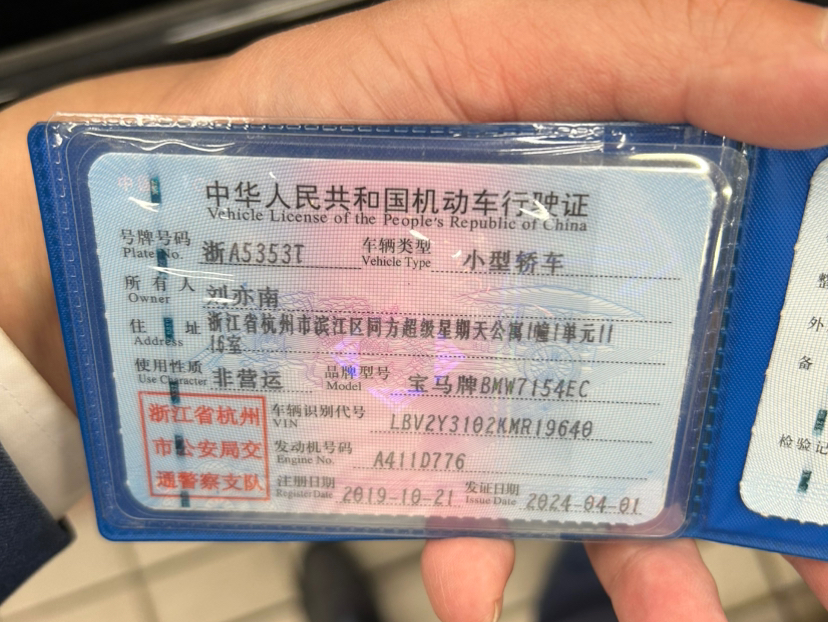 中华人民共和国机动车行驶证
Vehicle License of the People's Republic of China
号牌号码 浙A5353T 车辆类型 小型轿车
Plate No. Vehicle Type
所有人 刘亦南
Owner
住址 浙江省杭州市滨江区同方超级星期天公寓1幢1单元11
Address 16室
使用性质 非营运 品牌型号 宝马牌BMW7154EC
Use Character Model
浙江省杭州 车辆识别代号 LBV2Y3102KMR19640
VIN
市公安局交 发动机号码 A411D776
Engine No.
通警察支队 注册日期 2019-10-21 发证日期 2024-04-01
Register Date Issue Date
整
外
备
检验记